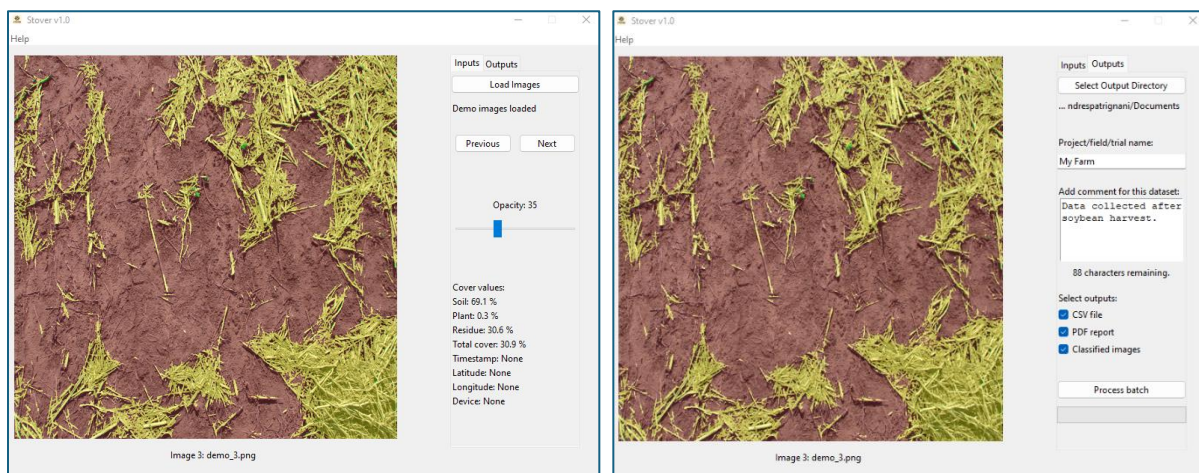 Stover v1.0
Help
Inputs Outputs
Load Images
Demo images loaded
Previous Next
Opacity: 35
Cover values:
Soil: 69.1 %
Plant: 0.3 %
Residue: 30.6 %
Total cover: 30.9 %
Timestamp: None
Latitude: None
Longitude: None
Device: None
Image 3: demo_3.png
Stover v1.0
Help
Inputs Outputs
Select Output Directory
... ndrespatrignani/Documents
Project/field/trial name:
My Farm
Add comment for this dataset:
Data collected after
soybean harvest.
88 characters remaining.
Select outputs:
CSV file
PDF report
Classified images
Process batch
Image 3: demo_3.png